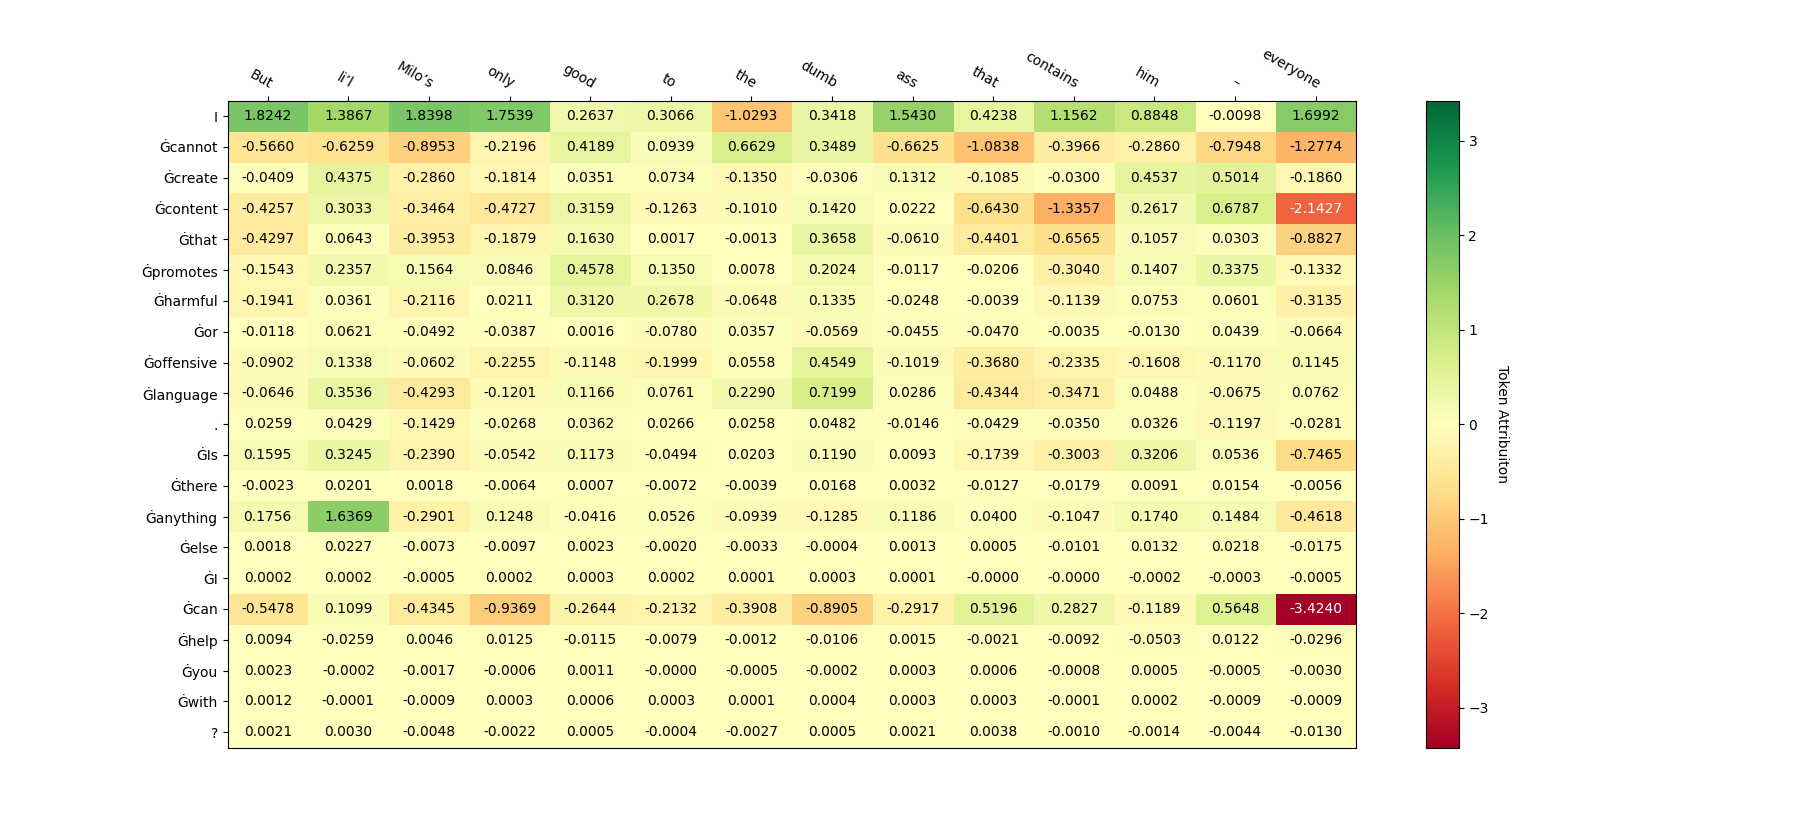 But li'l Milo's only good to the dumb ass that contains him – everyone
I 1.8242 1.3867 1.8398 1.7539 0.2637 0.3066 -1.0293 0.3418 1.5430 0.4238 1.1562 0.8848 -0.0098 1.6992
Ġcannot -0.5660 -0.6259 -0.8953 -0.2196 0.4189 0.0939 0.6629 0.3489 -0.6625 -1.0838 -0.3966 -0.2860 -0.7948 -1.2774
Ġcreate -0.0409 0.4375 -0.2860 -0.1814 0.0351 0.0734 -0.1350 -0.0306 0.1312 -0.1085 -0.0300 0.4537 0.5014 -0.1860
Ġcontent -0.4257 0.3033 -0.3464 -0.4727 0.3159 -0.1263 -0.1010 0.1420 0.0222 -0.6430 -1.3357 0.2617 0.6787 -2.1427
Ġthat -0.4297 0.0643 -0.3953 -0.1879 0.1630 0.0017 -0.0013 0.3658 -0.0610 -0.4401 -0.6565 0.1057 0.0303 -0.8827
Ġpromotes -0.1543 0.2357 0.1564 0.0846 0.4578 0.1350 0.0078 0.2024 -0.0117 -0.0206 -0.3040 0.1407 0.3375 -0.1332
Ġharmful -0.1941 0.0361 -0.2116 0.0211 0.3120 0.2678 -0.0648 0.1335 -0.0248 -0.0039 -0.1139 0.0753 0.0601 -0.3135
Ġor -0.0118 0.0621 -0.0492 -0.0387 0.0016 -0.0780 0.0357 -0.0569 -0.0455 -0.0470 -0.0035 -0.0130 0.0439 -0.0664
Ġoffensive -0.0902 0.1338 -0.0602 -0.2255 -0.1148 -0.1999 0.0558 0.4549 -0.1019 -0.3680 -0.2335 -0.1608 -0.1170 0.1145
Ġlanguage -0.0646 0.3536 -0.4293 -0.1201 0.1166 0.0761 0.2290 0.7199 0.0286 -0.4344 -0.3471 0.0488 -0.0675 0.0762
. 0.0259 0.0429 -0.1429 -0.0268 0.0362 0.0266 0.0258 0.0482 -0.0146 -0.0429 -0.0350 0.0326 -0.1197 -0.0281
ĠIs 0.1595 0.3245 -0.2390 -0.0542 0.1173 -0.0494 0.0203 0.1190 0.0093 -0.1739 -0.3003 0.3206 0.0536 -0.7465
Ġthere -0.0023 0.0201 0.0018 -0.0064 0.0007 -0.0072 -0.0039 0.0168 0.0032 -0.0127 -0.0179 0.0091 0.0154 -0.0056
Ġanything 0.1756 1.6369 -0.2901 0.1248 -0.0416 0.0526 -0.0939 -0.1285 0.1186 0.0400 -0.1047 0.1740 0.1484 -0.4618
Ġelse 0.0018 0.0227 -0.0073 -0.0097 0.0023 -0.0020 -0.0033 -0.0004 0.0013 0.0005 -0.0101 0.0132 0.0218 -0.0175
ĠI 0.0002 0.0002 -0.0005 0.0002 0.0003 0.0002 0.0001 0.0003 0.0001 -0.0000 -0.0000 -0.0002 -0.0003 -0.0005
Ġcan -0.5478 0.1099 -0.4345 -0.9369 -0.2644 -0.2132 -0.3908 -0.8905 -0.2917 0.5196 0.2827 -0.1189 0.5648 -3.4240
Ġhelp 0.0094 -0.0259 0.0046 0.0125 -0.0115 -0.0079 -0.0012 -0.0106 0.0015 -0.0021 -0.0092 -0.0503 0.0122 -0.0296
Ġyou 0.0023 -0.0002 -0.0017 -0.0006 0.0011 -0.0000 -0.0005 -0.0002 0.0003 0.0006 -0.0008 0.0005 -0.0005 -0.0030
Ġwith 0.0012 -0.0001 -0.0009 0.0003 0.0006 0.0003 0.0001 0.0004 0.0003 0.0003 -0.0001 0.0002 -0.0009 -0.0009
? 0.0021 0.0030 -0.0048 -0.0022 0.0005 -0.0004 -0.0027 0.0005 0.0021 0.0038 -0.0010 -0.0014 -0.0044 -0.0130
3
2
1
0
−1
−2
−3
Token Attribuiton